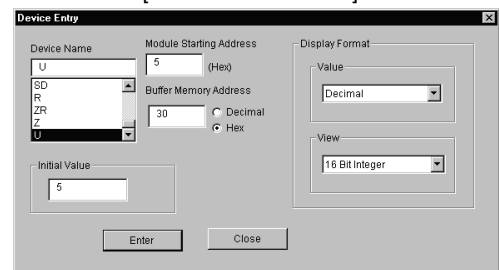 Device Entry
Device Name
U
SD
R
ZR
Z
U
Module Starting Address
5
(Hex)
Buffer Memory Address
30
Decimal
Hex
Initial Value
5
Display Format
Value
Decimal
View
16 Bit Integer
Enter
Close